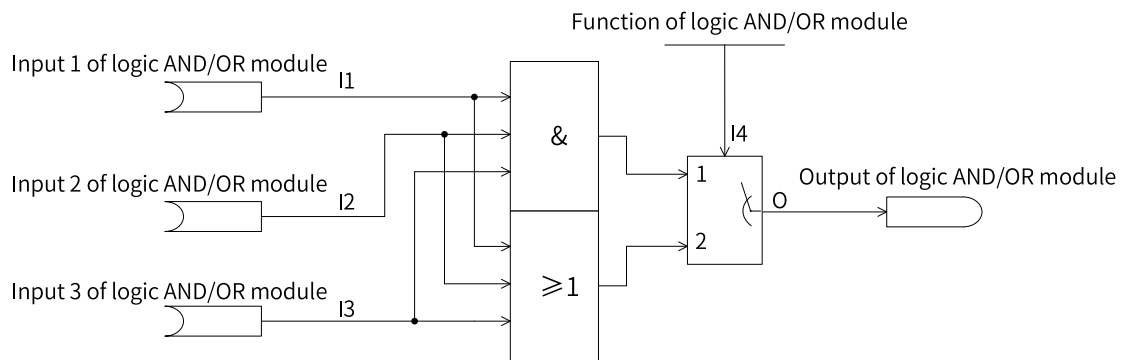 Function of logic AND/OR module
Input 1 of logic AND/OR module
I1
&
I4
1
Input 2 of logic AND/OR module
I2
Output of logic AND/OR module
O
2
Input 3 of logic AND/OR module
I3
⩾1